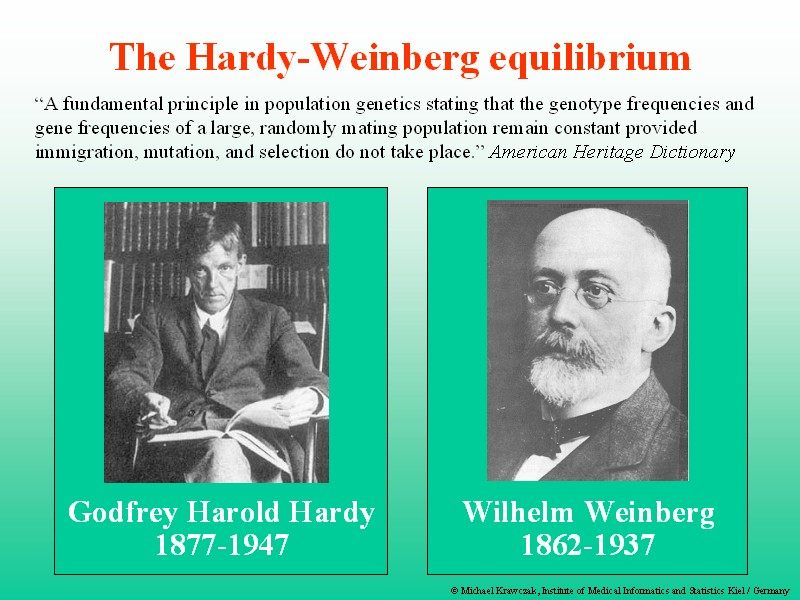 The Hardy-Weinberg equilibrium
“A fundamental principle in population genetics stating that the genotype frequencies and
gene frequencies of a large, randomly mating population remain constant provided
immigration, mutation, and selection do not take place.” American Heritage Dictionary
Godfrey Harold Hardy
1877-1947
Wilhelm Weinberg
1862-1937
© Michael Krawczak, Institute of Medical Informatics and Statistics Kiel / Germany